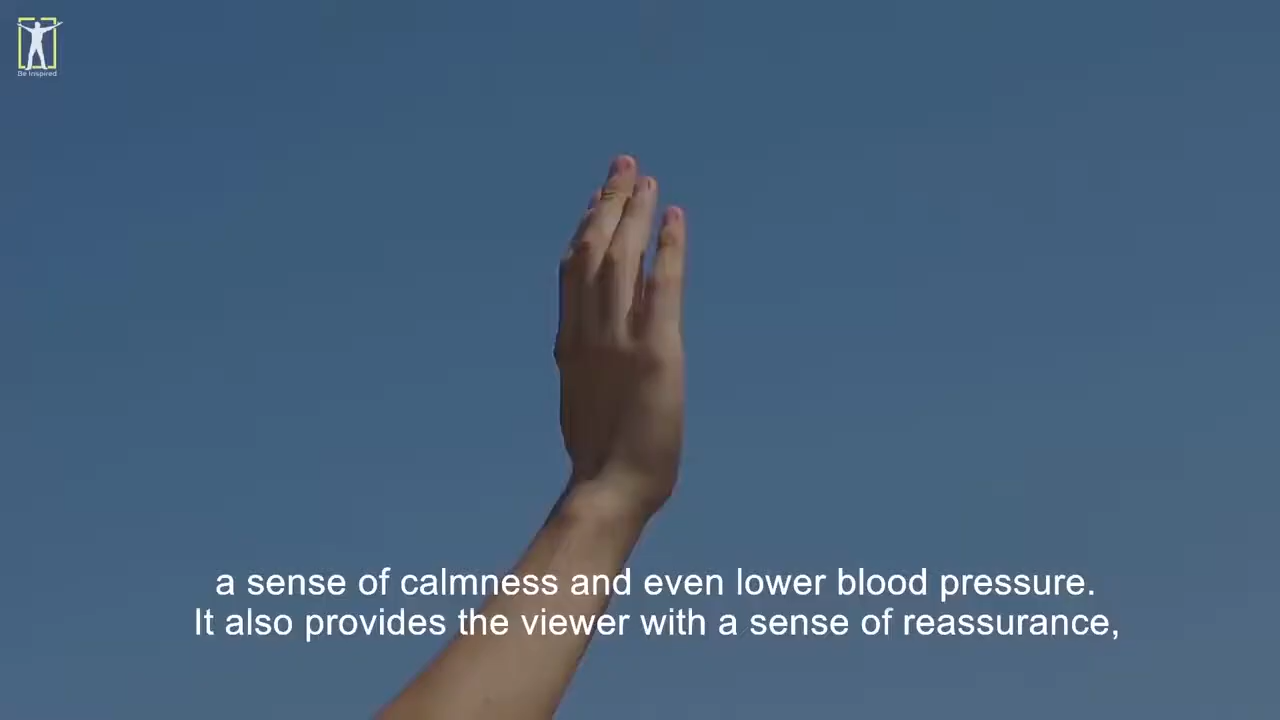 Be Inspired
a sense of calmness and even lower blood pressure.
It also provides the viewer with a sense of reassurance,